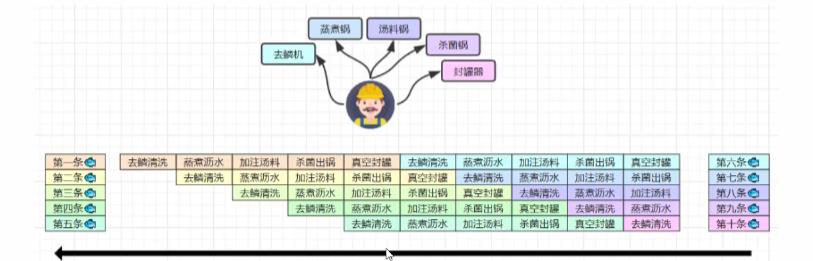 蒸煮锅 汤料锅
去鳞机 杀菌锅
封罐器
第一条 去鳞清洗 蒸煮沥水 加注汤料 杀菌出锅 真空封罐 去鳞清洗 蒸煮沥水 加注汤料 杀菌出锅 真空封罐 第六条
第二条 去鳞清洗 蒸煮沥水 加注汤料 杀菌出锅 真空封罐 去鳞清洗 蒸煮沥水 加注汤料 杀菌出锅 第七条
第三条 去鳞清洗 蒸煮沥水 加注汤料 杀菌出锅 真空封罐 去鳞清洗 蒸煮沥水 加注汤料 第八条
第四条 去鳞清洗 蒸煮沥水 加注汤料 杀菌出锅 真空封罐 去鳞清洗 蒸煮沥水 第九条
第五条 去鳞清洗 蒸煮沥水 加注汤料 杀菌出锅 真空封罐 去鳞清洗 第十条